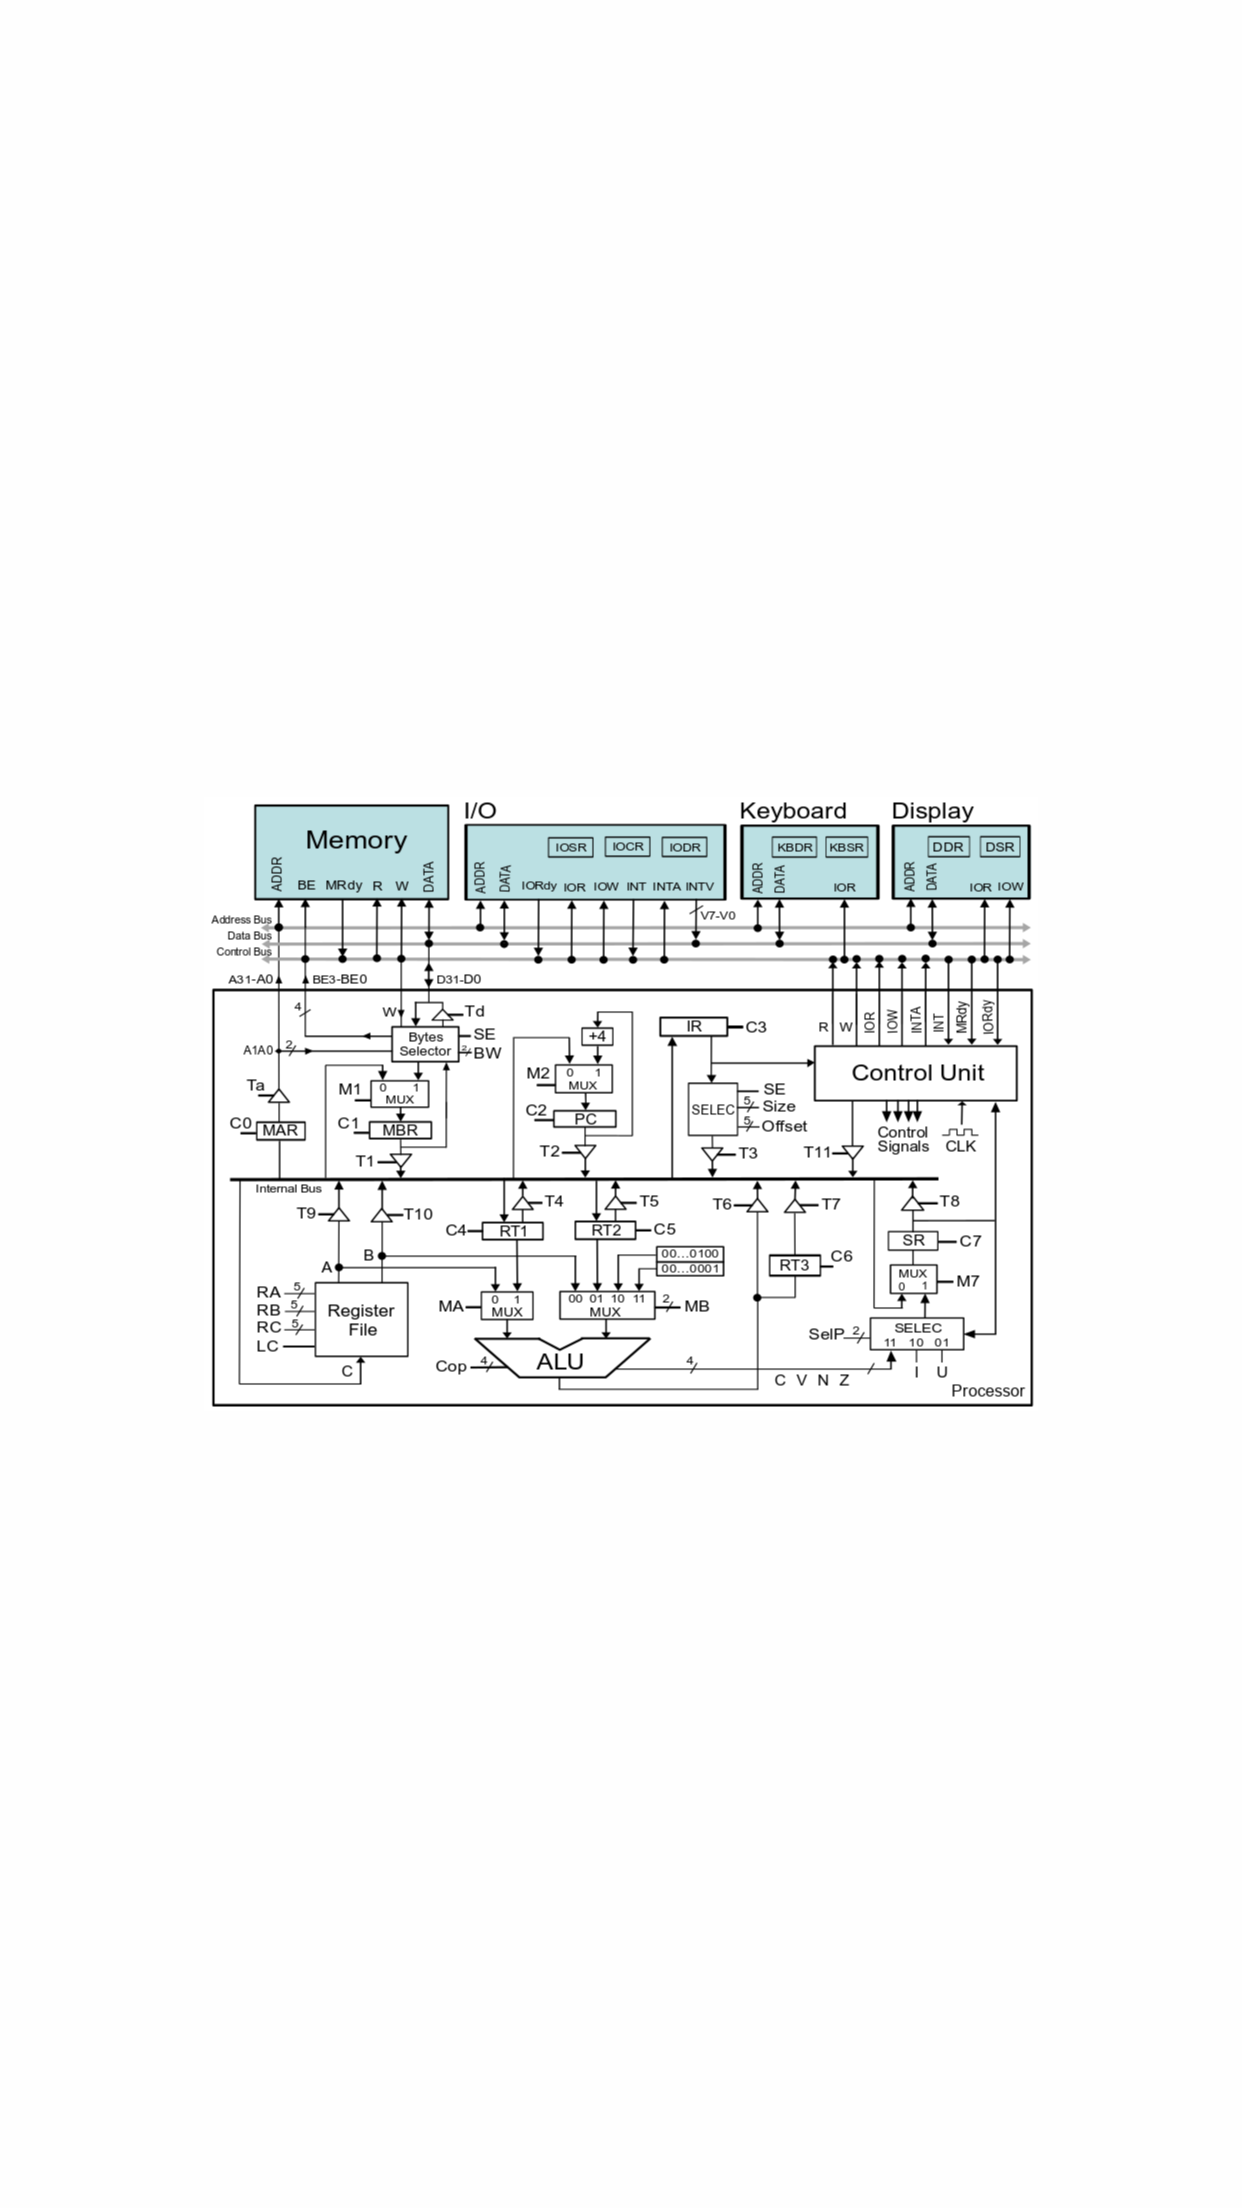 I/O Keyboard Display
Memory
IOSR IOCR IODR KBDR KBSR DDR DSR
ADDR BE MRdy R W DATA ADDR DATA IORdy IOR IOW INT INTA INTV ADDR DATA IOR ADDR DATA IOR IOW
Address Bus V7-V0
Data Bus
Control Bus
A31-A0 BE3-BE0 D31-D0
4 W Td R W IOR IOW INTA INT MRdy IORdy
Bytes Selector SE +4 IR C3
A1A0 2 2 BW
M2 0 1 MUX Control Unit
Ta M1 0 1 MUX SELEC SE
5 Size
5 Offset
C0 MAR C1 MBR C2 PC Control Signals CLK
T1 T2 T3 T11
Internal Bus
T9 T10 T4 T5 T6 T7 T8
C4 RT1 RT2 C5 SR C7
B 00...0100 RT3 C6
A 00...0001 MUX 0 1 M7
RA 5 Register File MA 0 1 MUX 00 01 10 11 MUX 2 MB
RB 5
RC 5 SelP 2 SELEC 11 10 01
LC
C Cop 4 ALU 4 C V N Z I U
Processor